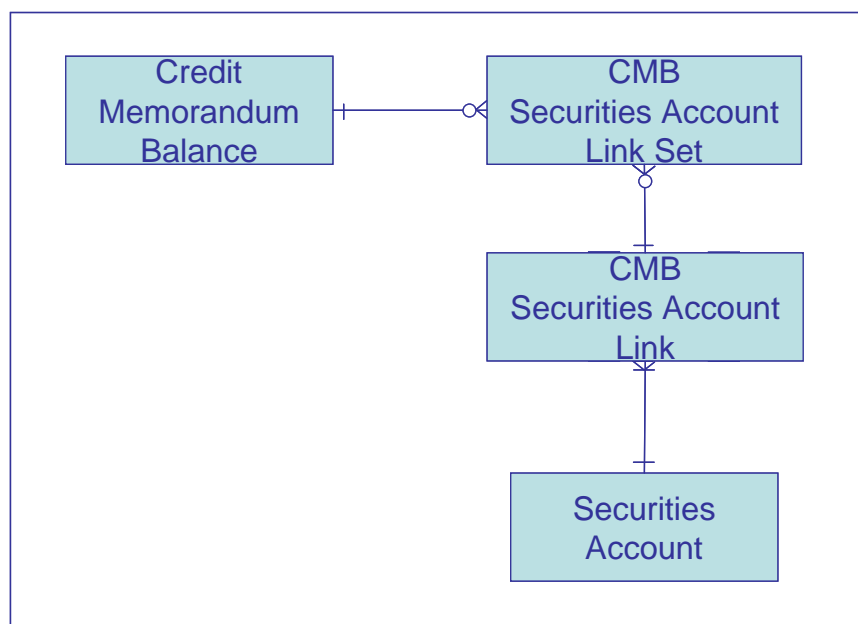 Credit
Memorandum
Balance
CMB
Securities Account
Link Set
CMB
Securities Account
Link
Securities
Account